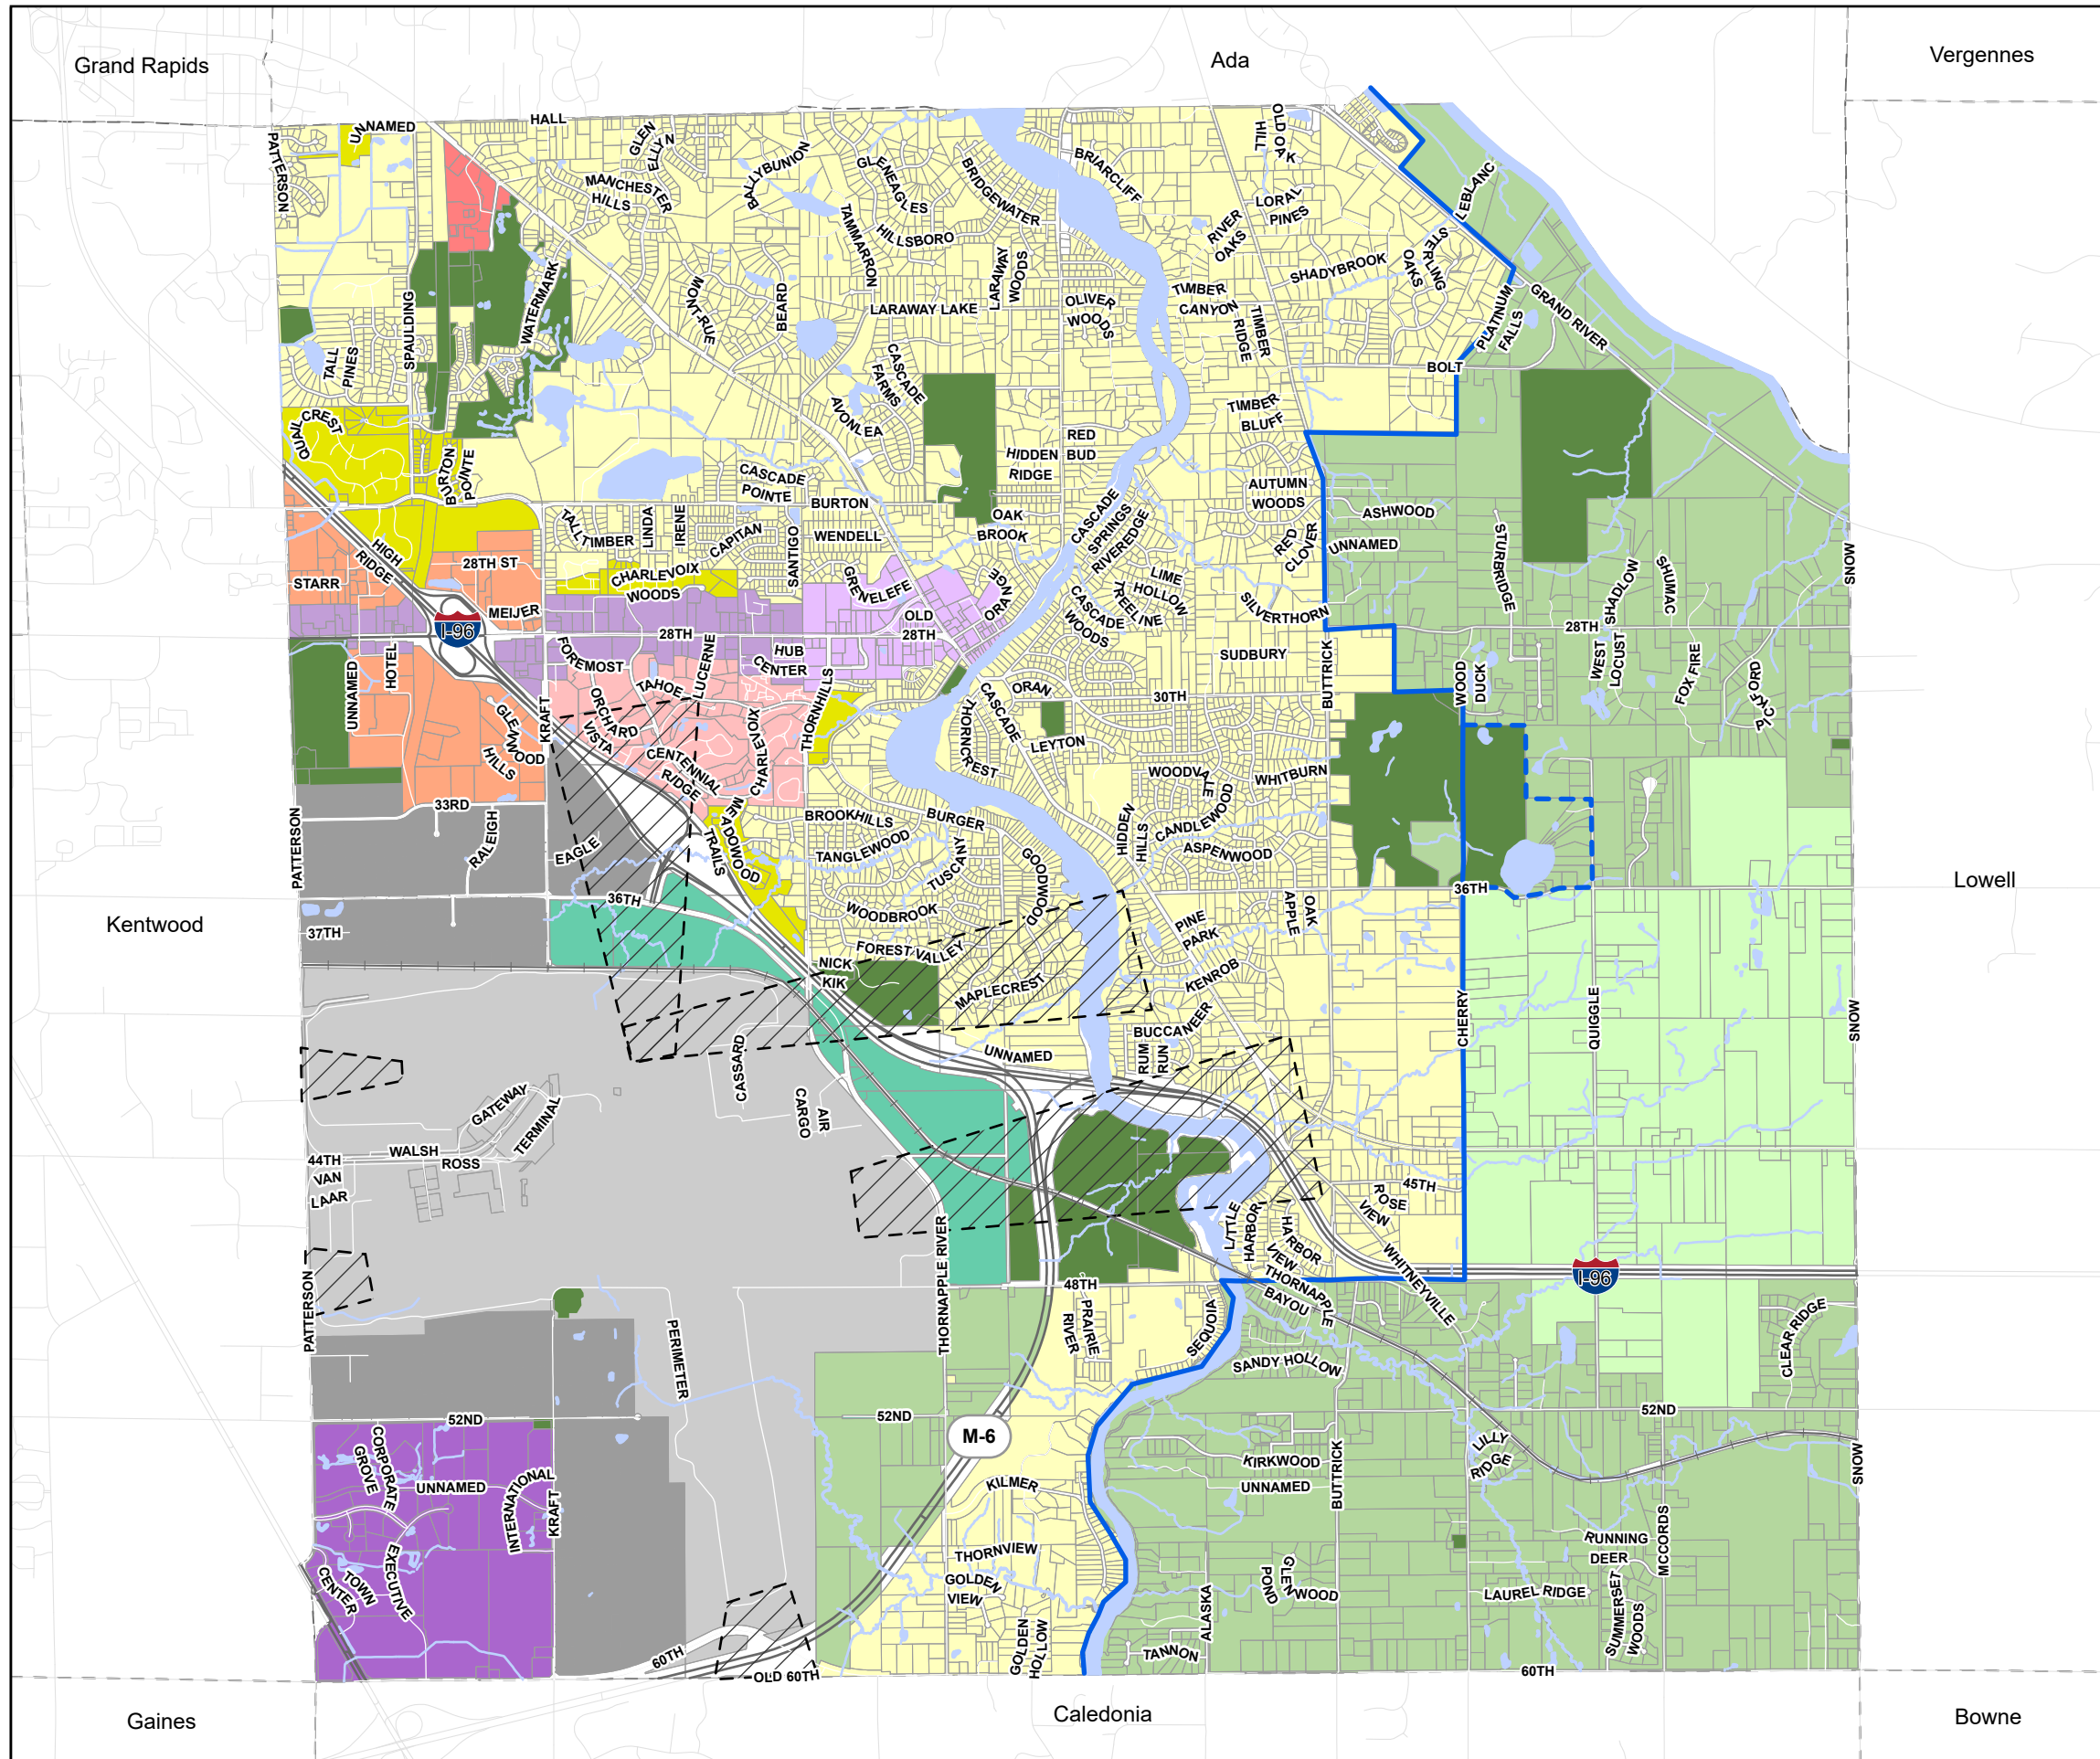 Grand Rapids
Ada
Vergennes
UNNAMED
HALL
PATTERSON
GLEN
ELLYN
MANCHESTER
HILLS
BALLYBUNION
GLENEAGLES
BRIDGEWATER
BRIARCLIFF
OLD OAK
HILL
LORAL
PINES
LEBLANC
TAMMARRON
HILLSBORO
LARAWAY
WOODS
RIVER
OAKS
STERLING
OAKS
SHADYBROOK
WATERMARK
SPAULDING
MONT-RUE
BEARD
LARAWAY LAKE
OLIVER
WOODS
TIMBER
CANYON
TIMBER
RIDGE
PLATINUM
FALLS
GRAND RIVER
TALL
PINES
CASCADE
FARMS
BOLT
QUAIL
CREST
AVONLEA
TIMBER
BLUFF
RED
BUD
HIDDEN
RIDGE
BURTON
BURTON
POINTE
CASCADE
POINTE
BURTON
AUTUMN
WOODS
ASHWOOD
TALL
TIMBER
LINDA
IRENE
CAPITAN
SANTIGO
WENDELL
OAK
BROOK
CASCADE
SPRINGS
RIVEREDGE
RED
CLOVER
UNNAMED
STURBRIDGE
SHADLOW
SHUMAC
SNOW
HIGH
RIDGE
STARR
28TH ST
CHARLEVOIX
WOODS
GRENELEFE
ORANGE
LIME
HOLLOW
TREELINE
CASCADE
WOODS
SILVERTHORN
MEIJER
I-96
28TH
OLD
28TH
28TH
FOREMOST
LUCERNE
HUB
CENTER
SUDBURY
BUTTRICK
WOOD
DUCK
WEST
LOCUST
FOX FIRE
PICKFORD
UNNAMED
HOTEL
GLENWOOD
HILLS
KRAFT
ORCHARD
VISTA
TAHOE
THORNHILLS
CENTENNIAL
RIDGE
CHARLEVOIX
CASCADE
ORAN
30TH
THORNCREST
LEYTON
WOODVALE
WHITBURN
33RD
RALEIGH
EAGLE
MEADOWOOD
TRAILS
BROOKHILLS
BURGER
TANGLEWOOD
TUSCANY
GOODWOOD
HIDDEN
HILLS
CANDLEWOOD
ASPENWOOD
PATTERSON
Kentwood
Lowell
36TH
36TH
37TH
WOODBROOK
FOREST VALLEY
PINE
PARK
APPLE
OAK
NICK
KIK
MAPLECREST
KENROB
BUCCANEER
RUM
RUN
CHERRY
QUIGGLE
SNOW
UNNAMED
CASSARD
AIR
CARGO
GATEWAY
TERMINAL
44TH
WALSH
ROSS
VAN
LAAR
45TH
ROSE
VIEW
LITTLE
HARBOR
HARBOR
VIEW
THORNAPPLE RIVER
WHITNEYVILLE
I-96
48TH
THORNAPPLE
BAYOU
PATTERSON
PERIMETER
PRAIRIE
RIVER
SEQUOIA
SANDY HOLLOW
CLEAR RIDGE
52ND
52ND
52ND
M-6
CORPORATE
GROVE
UNNAMED
INTERNATIONAL
KRAFT
KILMER
KIRKWOOD
UNNAMED
BUTTRICK
LILLY
RIDGE
SNOW
EXECUTIVE
TOWN
CENTER
THORNVIEW
GOLDEN
VIEW
GOLDEN
HOLLOW
ALASKA
GLENWOOD
POND
RUNNING
DEER
MCCORDS
LAUREL RIDGE
SUMMERSET
WOODS
TANNON
60TH
OLD 60TH
60TH
Gaines
Caledonia
Bowne